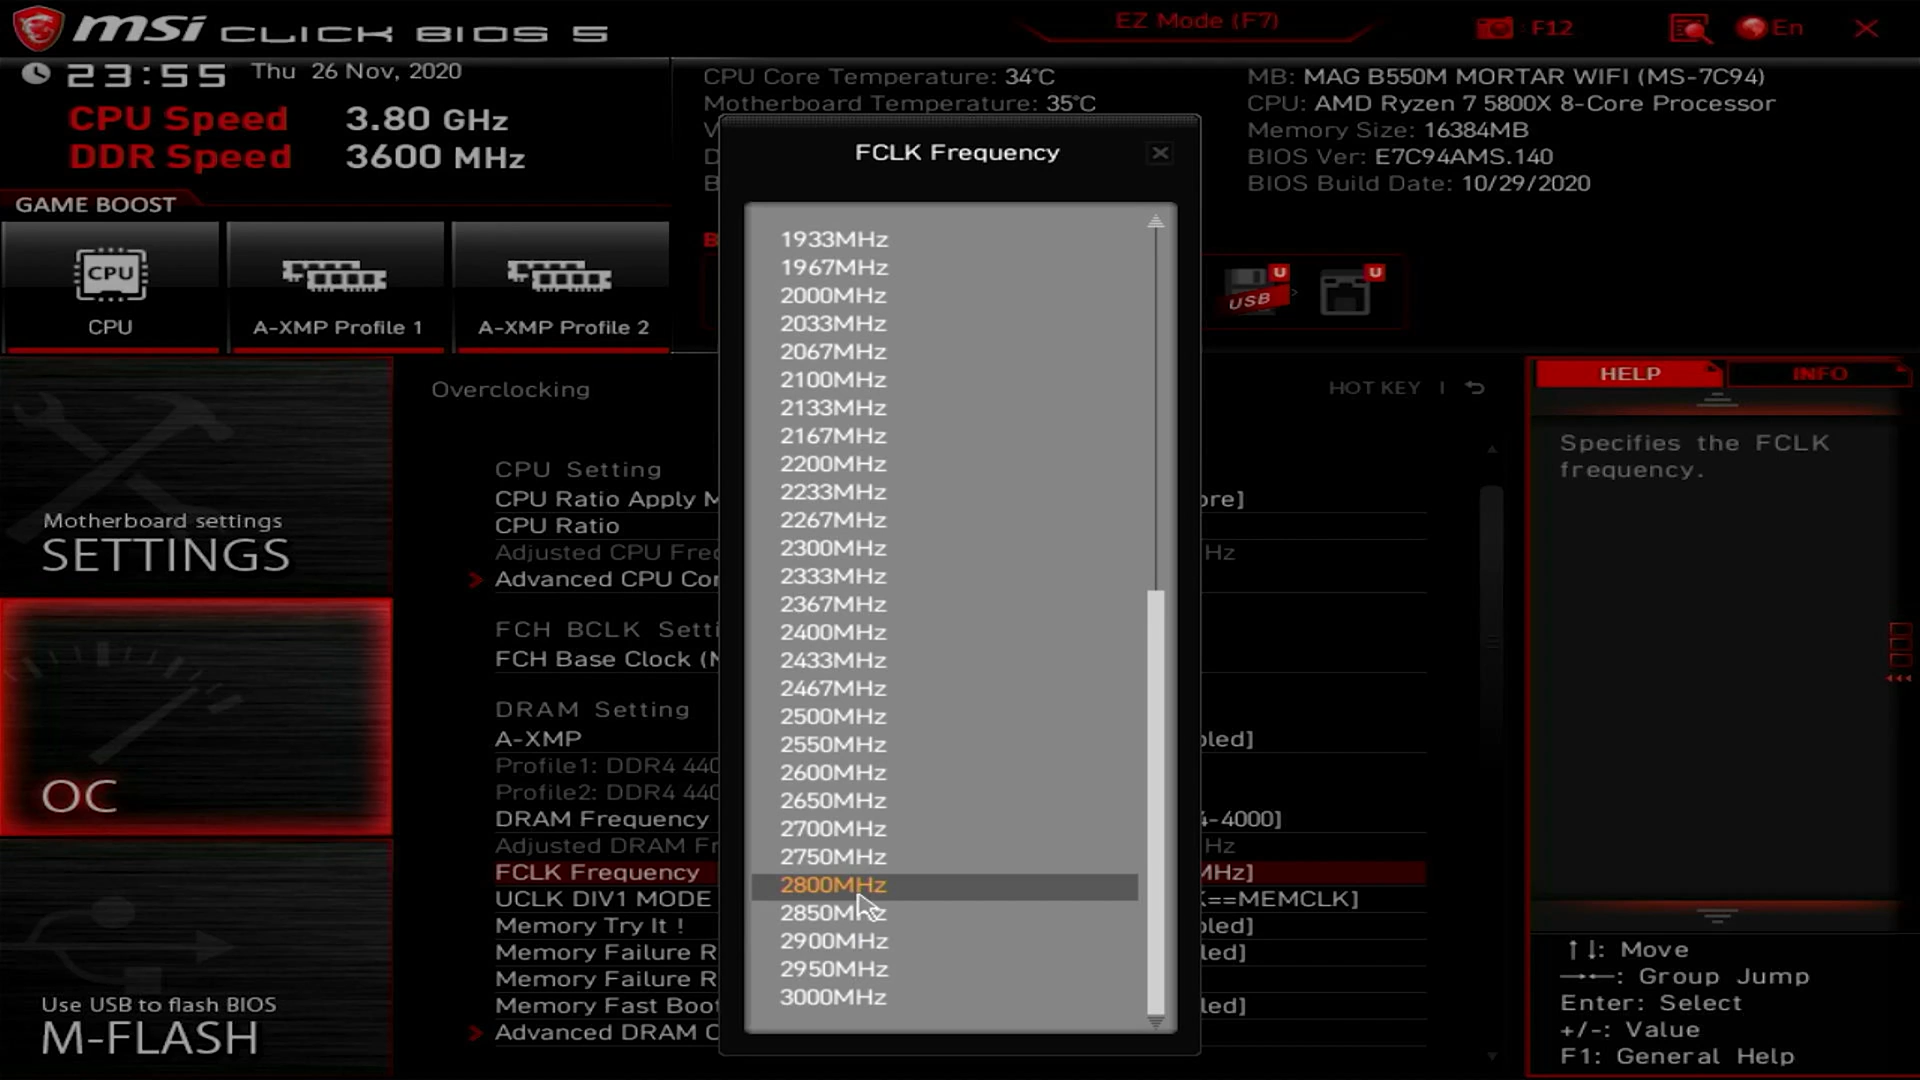 msi CLICK BIOS 5
EZ Mode (F7)
: F12
En
23:55 Thu 26 Nov, 2020
CPU Speed 3.80 GHz
DDR Speed 3600 MHz
CPU Core Temperature: 34°C
Motherboard Temperature: 35°C
V
D
B
MB: MAG B550M MORTAR WIFI (MS-7C94)
CPU: AMD Ryzen 7 5800X 8-Core Processor
Memory Size: 16384MB
BIOS Ver: E7C94AMS.140
BIOS Build Date: 10/29/2020
GAME BOOST
CPU
CPU
A-XMP Profile 1
A-XMP Profile 2
B
USB
U
U
Motherboard settings
SETTINGS
OC
Use USB to flash BIOS
M-FLASH
Overclocking
HOT KEY |
CPU Setting
CPU Ratio Apply M ore]
CPU Ratio
Adjusted CPU Fre Hz
Advanced CPU Co
FCH BCLK Setti
FCH Base Clock (
DRAM Setting
A-XMP bled]
Profile1: DDR4 440
Profile2: DDR4 440
DRAM Frequency 4-4000]
Adjusted DRAM Fr Hz
FCLK Frequency MHz]
UCLK DIV1 MODE ==MEMCLK]
Memory Try It ! bled]
Memory Failure R led]
Memory Failure R
Memory Fast Boot led]
Advanced DRAM C
FCLK Frequency
1933MHz
1967MHz
2000MHz
2033MHz
2067MHz
2100MHz
2133MHz
2167MHz
2200MHz
2233MHz
2267MHz
2300MHz
2333MHz
2367MHz
2400MHz
2433MHz
2467MHz
2500MHz
2550MHz
2600MHz
2650MHz
2700MHz
2750MHz
2800MHz
2850MHz
2900MHz
2950MHz
3000MHz
HELP
INFO
Specifies the FCLK
frequency.
↑↓: Move
→←: Group Jump
Enter: Select
+/-: Value
F1: General Help